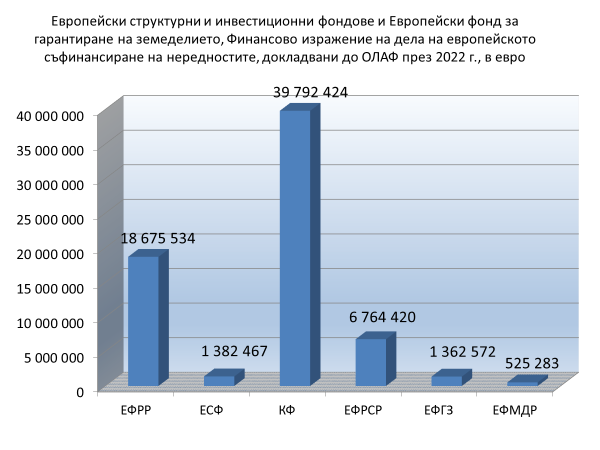 Европейски структурни и инвестиционни фондове и Европейски фонд за
гарантиране на земеделието, Финансово изражение на дела на европейското
съфинансиране на нередностите, докладвани до ОЛАФ през 2022 г., в евро
39 792 424
40 000 000
35 000 000
30 000 000
25 000 000
20 000 000
15 000 000
10 000 000
5 000 000
0
18 675 534
1 382 467
6 764 420
1 362 572
525 283
ЕФРР
ЕСФ
КФ
ЕФРСР
ЕФГЗ
ЕФМДР